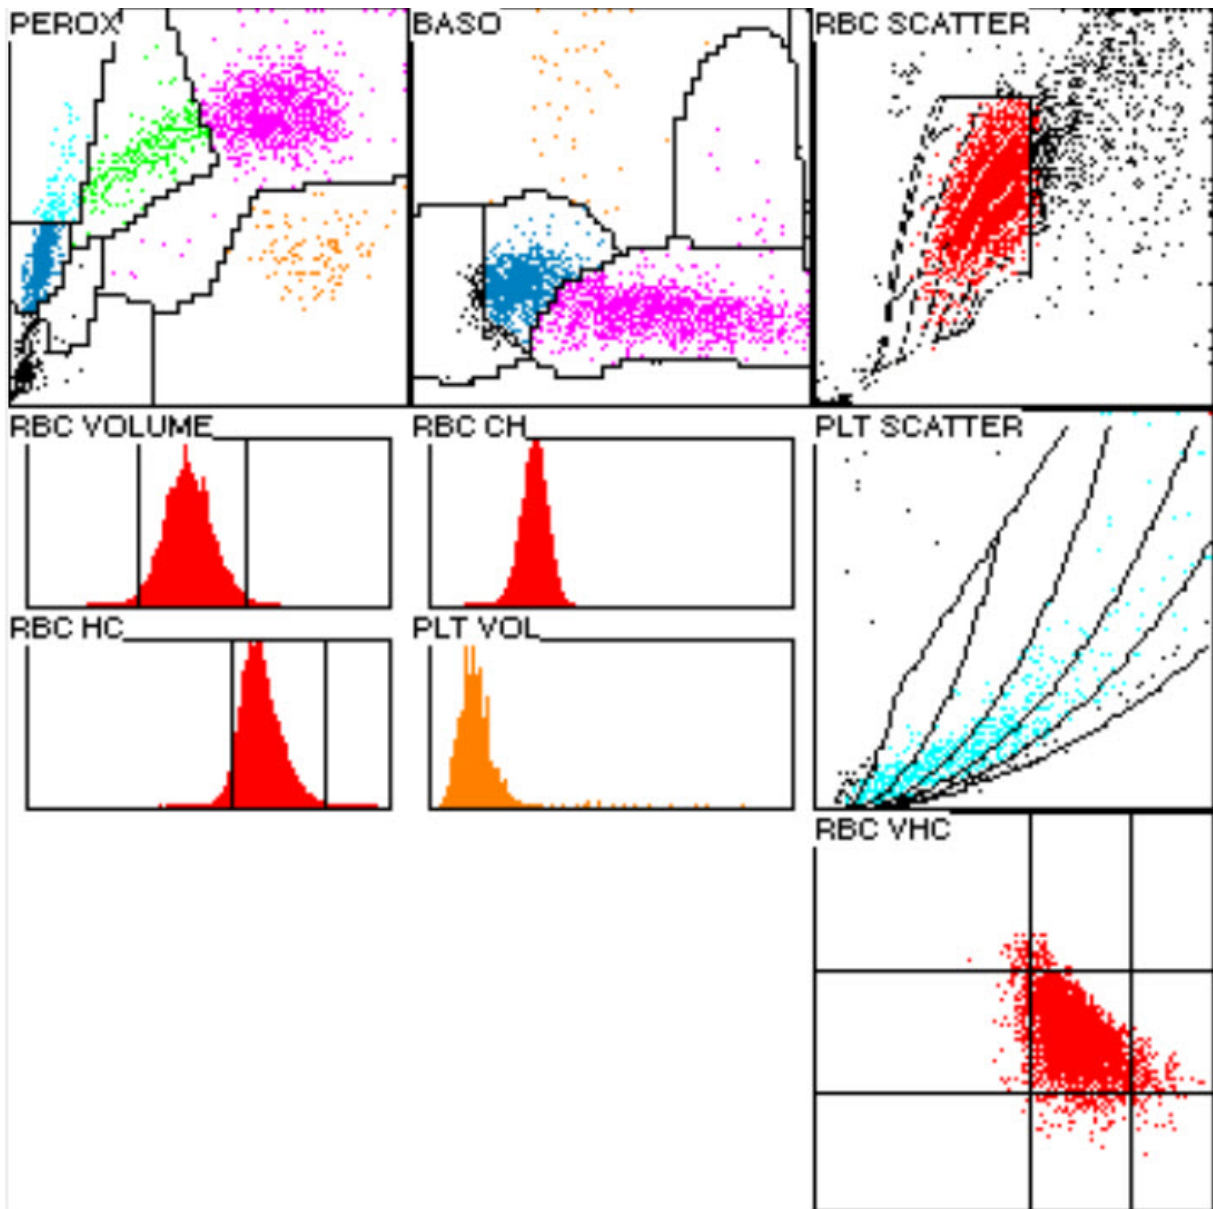 PEROX
BASO
RBC SCATTER
RBC VOLUME
RBC CH
PLT SCATTER
RBC HC
PLT VOL
RBC VHC